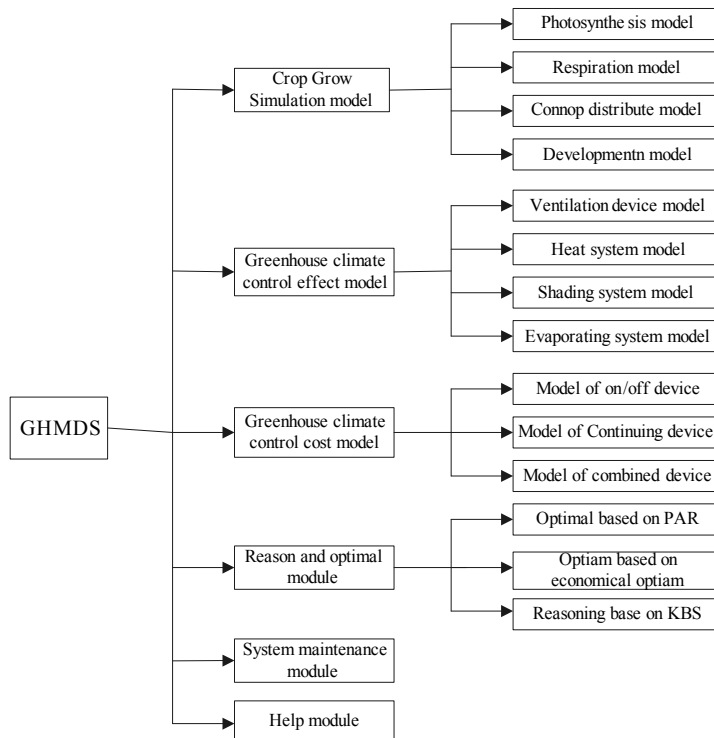 GHMDS
Crop Grow
Simulation model
Photosynthe sis model
Respiration model
Connop distribute model
Developmentn model
Greenhouse climate
control effect model
Ventilation device model
Heat system model
Shading system model
Evaporating system model
Greenhouse climate
control cost model
Model of on/off device
Model of Continuing device
Model of combined device
Reason and optimal
module
Optimal based on PAR
Optiam based on
economical optiam
Reasoning base on KBS
System maintenance
module
Help module